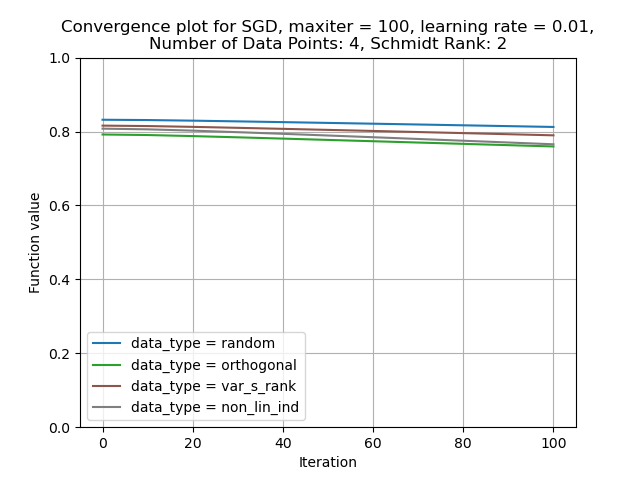 Convergence plot for SGD, maxiter = 100, learning rate = 0.01,
Number of Data Points: 4, Schmidt Rank: 2
1.0
0.8
0.6
0.4
0.2
0.0
Function value
data_type = random
data_type = orthogonal
data_type = var_s_rank
data_type = non_lin_ind
0 20 40 60 80 100
Iteration